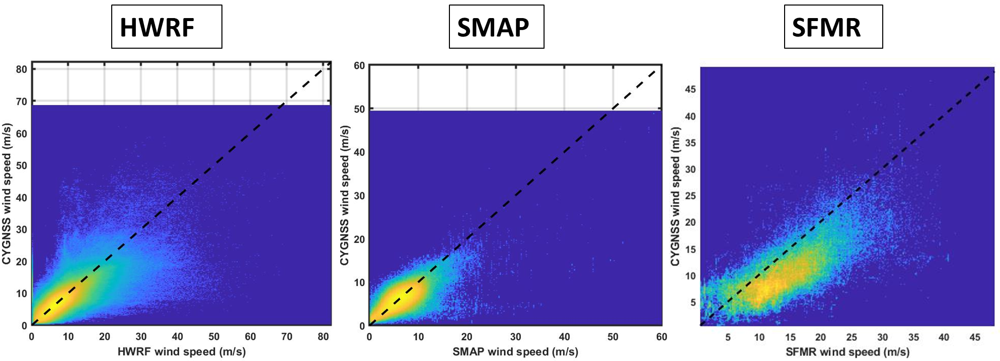 HWRF
SMAP
SFMR
CYGNSS wind speed (m/s)
80
70
60
50
40
30
20
10
0
0 10 20 30 40 50 60 70 80
HWRF wind speed (m/s)
CYGNSS wind speed (m/s)
60
50
40
30
20
10
0
0 10 20 30 40 50 60
SMAP wind speed (m/s)
CYGNSS wind speed (m/s)
45
40
35
30
25
20
15
10
5
5 10 15 20 25 30 35 40 45
SFMR wind speed (m/s)